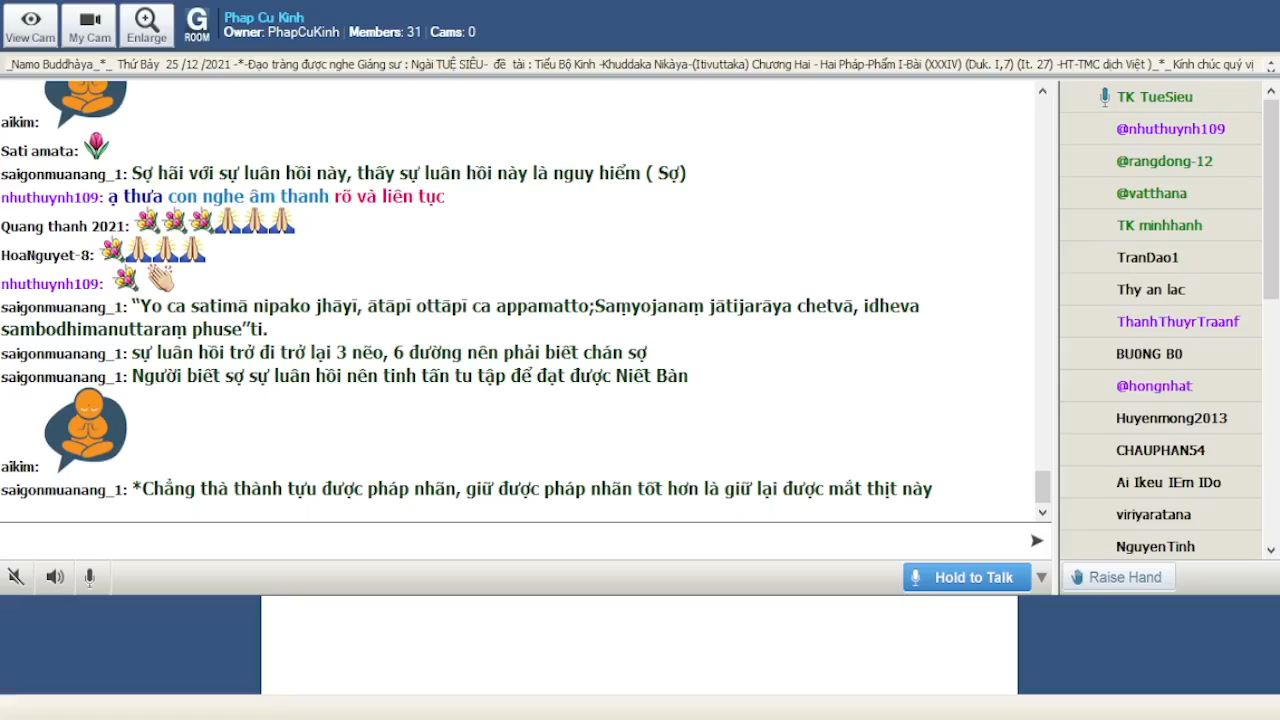 View Cam
My Cam
Enlarge
G
ROOM
Phap Cu Kinh
Owner: PhapCuKinh | Members: 31 | Cams: 0
_Namo Buddhàya_*_ Thứ Bảy 25 /12 /2021 -*-Đạo tràng được nghe Giảng sư : Ngài TUỆ SIÊU- đề tài : Tiểu Bộ Kinh -Khuddaka Nikàya-(Itivuttaka) Chương Hai - Hai Pháp-Phẩm I-Bài (XXXIV) (Duk. I,7) (It. 27) -HT-TMC dịch Việt )_*_ Kính chúc quý vị
aikim:
Sati amata:
saigonmuanang_1: Sợ hãi với sự luân hồi này, thấy sự luân hồi này là nguy hiểm ( Sợ)
nhuthuynh109: ạ thưa con nghe âm thanh rõ và liên tục
Quang thanh 2021:
HoaNguyet-8:
nhuthuynh109:
saigonmuanang_1: “Yo ca satimā nipako jhāyī, ātāpī ottāpī ca appamatto;Saṃyojanaṃ jātijarāya chetvā, idheva
sambodhimanuttaraṃ phuse”ti.
saigonmuanang_1: sự luân hồi trở đi trở lại 3 nẽo, 6 đường nên phải biết chán sợ
saigonmuanang_1: Người biết sợ sự luân hồi nên tinh tấn tu tập để đạt được Niết Bàn
aikim:
saigonmuanang_1: *Chẳng thà thành tựu được pháp nhãn, giữ được pháp nhãn tốt hơn là giữ lại được mắt thịt này
Hold to Talk
TK TueSieu
@nhuthuynh109
@rangdong-12
@vatthana
TK minhhanh
TranDao1
Thy an lac
ThanhThuyrTraanf
BU0NG B0
@hongnhat
Huyenmong2013
CHAUPHAN54
Ai Ikeu IEm IDo
viriyaratana
NguyenTinh
Raise Hand